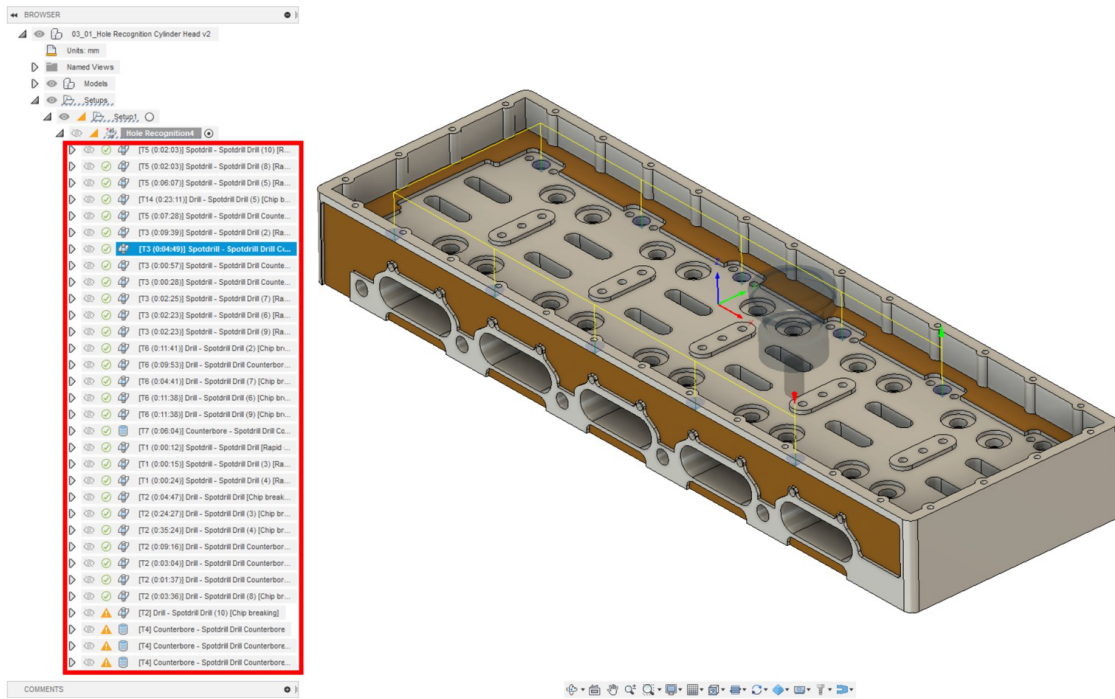 BROWSER
03_01_Hole Recognition Cylinder Head v2
Units: mm
Named Views
Models
Setups
Setup1
Hole Recognition4
[T5 (0:02:03)] Spotdrill - Spotdrill Drill (10) [R...
[T5 (0:02:03)] Spotdrill - Spotdrill Drill (8) [Ra...
[T5 (0:06:07)] Spotdrill - Spotdrill Drill (5) [Ra...
[T14 (0:23:11)] Drill - Spotdrill Drill (5) [Chip b...
[T5 (0:07:28)] Spotdrill - Spotdrill Drill Counte...
[T3 (0:09:39)] Spotdrill - Spotdrill Drill (2) [Ra...
[T3 (0:04:49)] Spotdrill - Spotdrill Drill Co...
[T3 (0:00:57)] Spotdrill - Spotdrill Drill Counte...
[T3 (0:00:28)] Spotdrill - Spotdrill Drill Counte...
[T3 (0:02:25)] Spotdrill - Spotdrill Drill (7) [Ra...
[T3 (0:02:23)] Spotdrill - Spotdrill Drill (6) [Ra...
[T3 (0:02:23)] Spotdrill - Spotdrill Drill (9) [Ra...
[T6 (0:11:41)] Drill - Spotdrill Drill (2) [Chip br...
[T6 (0:09:53)] Drill - Spotdrill Drill Counterbor...
[T6 (0:04:41)] Drill - Spotdrill Drill (7) [Chip br...
[T6 (0:11:38)] Drill - Spotdrill Drill (6) [Chip br...
[T6 (0:11:38)] Drill - Spotdrill Drill (9) [Chip br...
[T7 (0:06:04)] Counterbore - Spotdrill Drill Co...
[T1 (0:00:12)] Spotdrill - Spotdrill Drill [Rapid ...
[T1 (0:00:15)] Spotdrill - Spotdrill Drill (3) [Ra...
[T1 (0:00:24)] Spotdrill - Spotdrill Drill (4) [Ra...
[T2 (0:04:47)] Drill - Spotdrill Drill [Chip break...
[T2 (0:24:27)] Drill - Spotdrill Drill (3) [Chip br...
[T2 (0:35:24)] Drill - Spotdrill Drill (4) [Chip br...
[T2 (0:09:16)] Drill - Spotdrill Drill Counterbor...
[T2 (0:03:04)] Drill - Spotdrill Drill Counterbor...
[T2 (0:01:37)] Drill - Spotdrill Drill Counterbor...
[T2 (0:03:36)] Drill - Spotdrill Drill (8) [Chip br...
[T2] Drill - Spotdrill Drill (10) [Chip breaking]
[T4] Counterbore - Spotdrill Drill Counterbore
[T4] Counterbore - Spotdrill Drill Counterbore...
[T4] Counterbore - Spotdrill Drill Counterbore...
COMMENTS